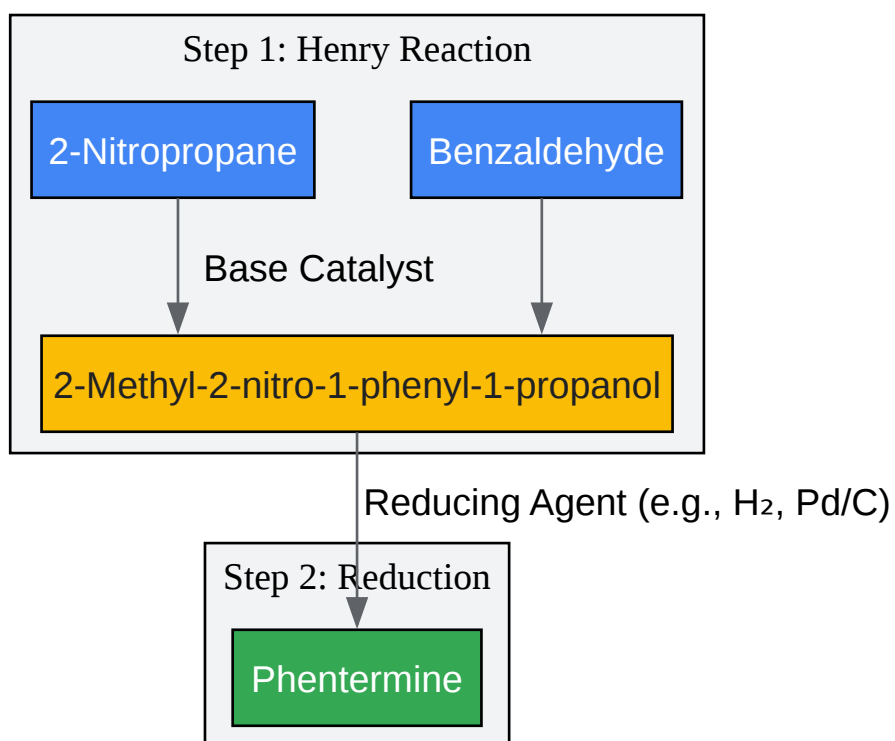 Step 1: Henry Reaction
2-Nitropropane
Benzaldehyde
Base Catalyst
2-Methyl-2-nitro-1-phenyl-1-propanol
Reducing Agent (e.g., H₂, Pd/C)
Step 2: Reduction
Phentermine